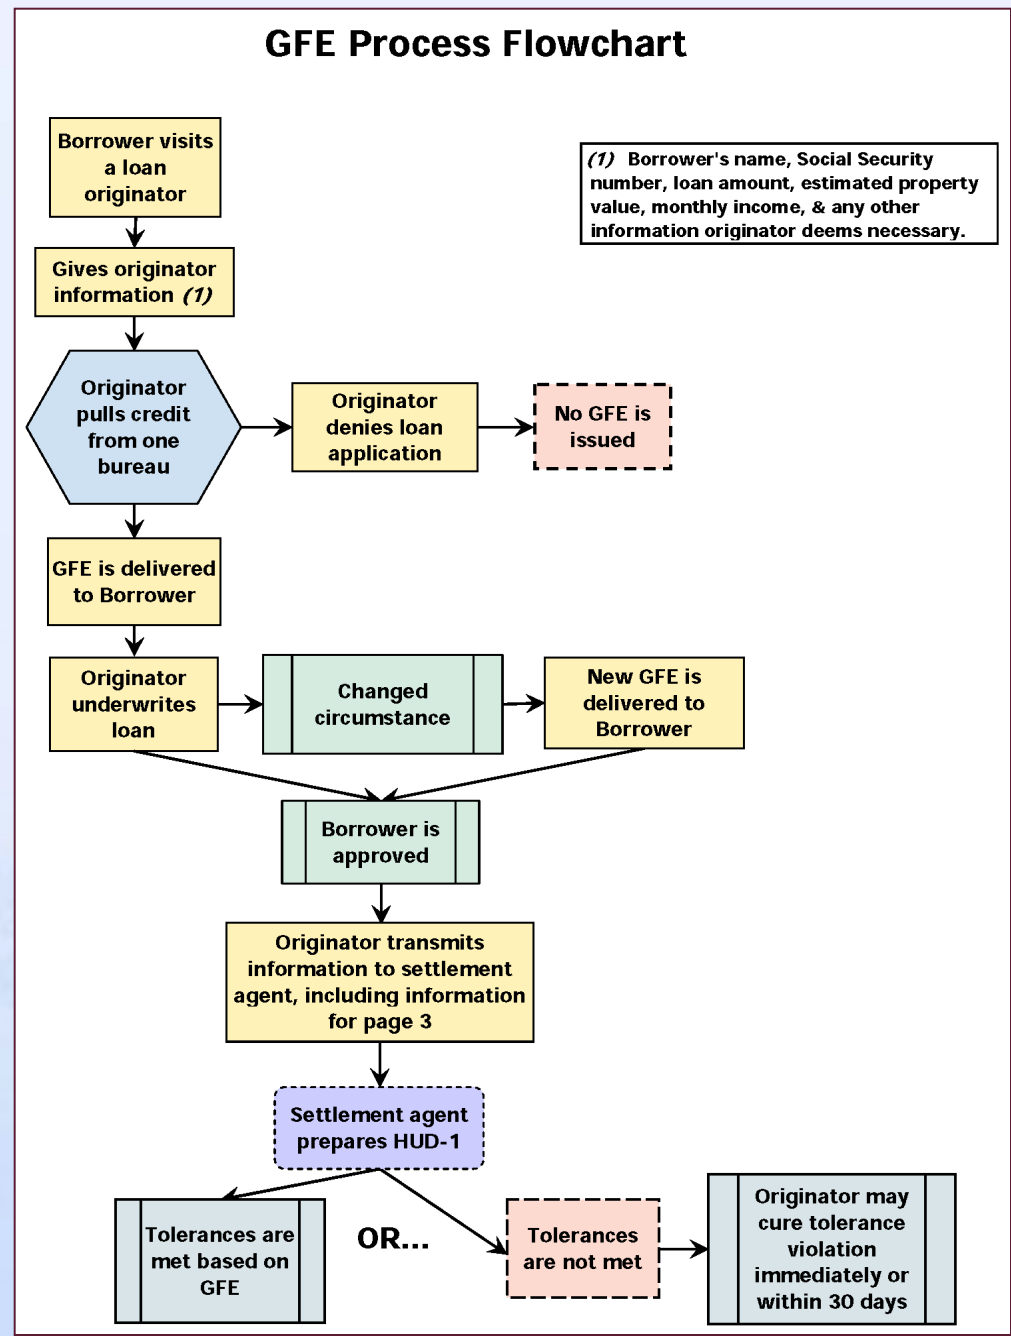 GFE Process Flowchart
Borrower visits
a loan
originator
(1) Borrower's name, Social Security
number, loan amount, estimated property
value, monthly income, & any other
information originator deems necessary.
Gives originator
information (1)
Originator
pulls credit
from one
bureau
Originator
denies loan
application
No GFE is
issued
GFE is delivered
to Borrower
Originator
underwrites
loan
Changed
circumstance
New GFE is
delivered to
Borrower
Borrower is
approved
Originator transmits
information to settlement
agent, including information
for page 3
Settlement agent
prepares HUD-1
Tolerances are
met based on
GFE
OR...
Tolerances
are not met
Originator may
cure tolerance
violation
immediately or
within 30 days